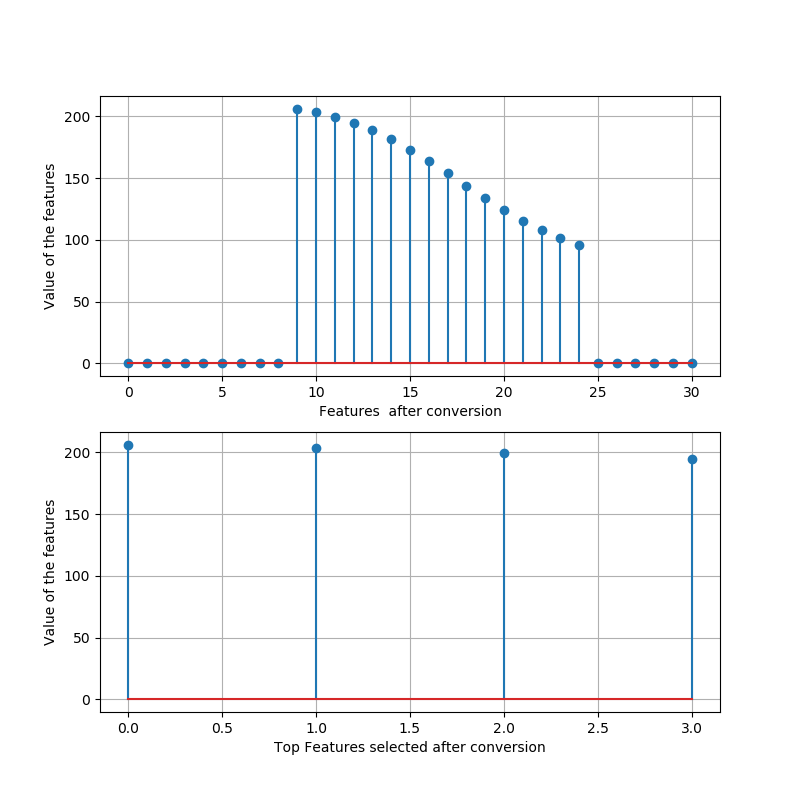 200
150
100
50
0
0 5 10 15 20 25 30
Value of the features
Features  after conversion
200
150
100
50
0
0.0 0.5 1.0 1.5 2.0 2.5 3.0
Value of the features
Top Features selected after conversion